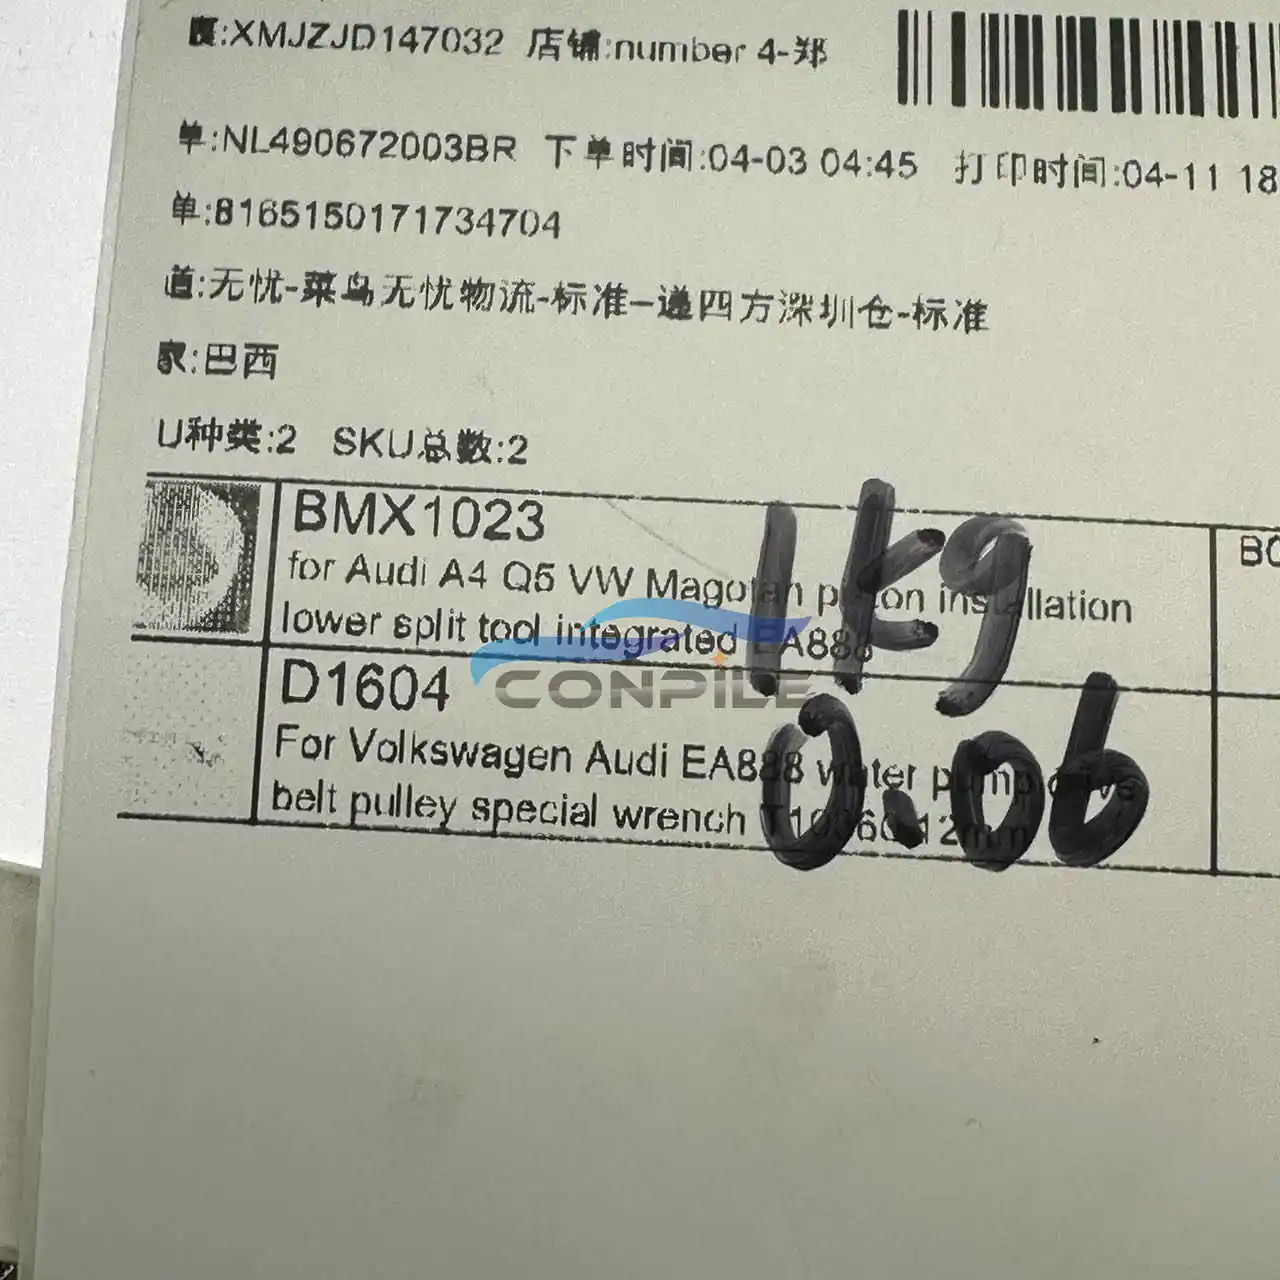 :XMJZJD147032 店铺:number 4-郑
单:NL490672003BR 下单时间:04-03 04:45 打印时间:04-11 18
单:8165150171734704
道:无忧-菜鸟无忧物流-标准-递四方深圳仓-标准
家:巴西
U种类:2 SKU总数:2
BMX1023
for Audi A4 Q5 VW Magotan piston installation
lower split tool integrated EA888
1kg
BC
CONPILE
D1604
For Volkswagen Audi EA888 water pump drive
belt pulley special wrench T10360 12mm
0.06